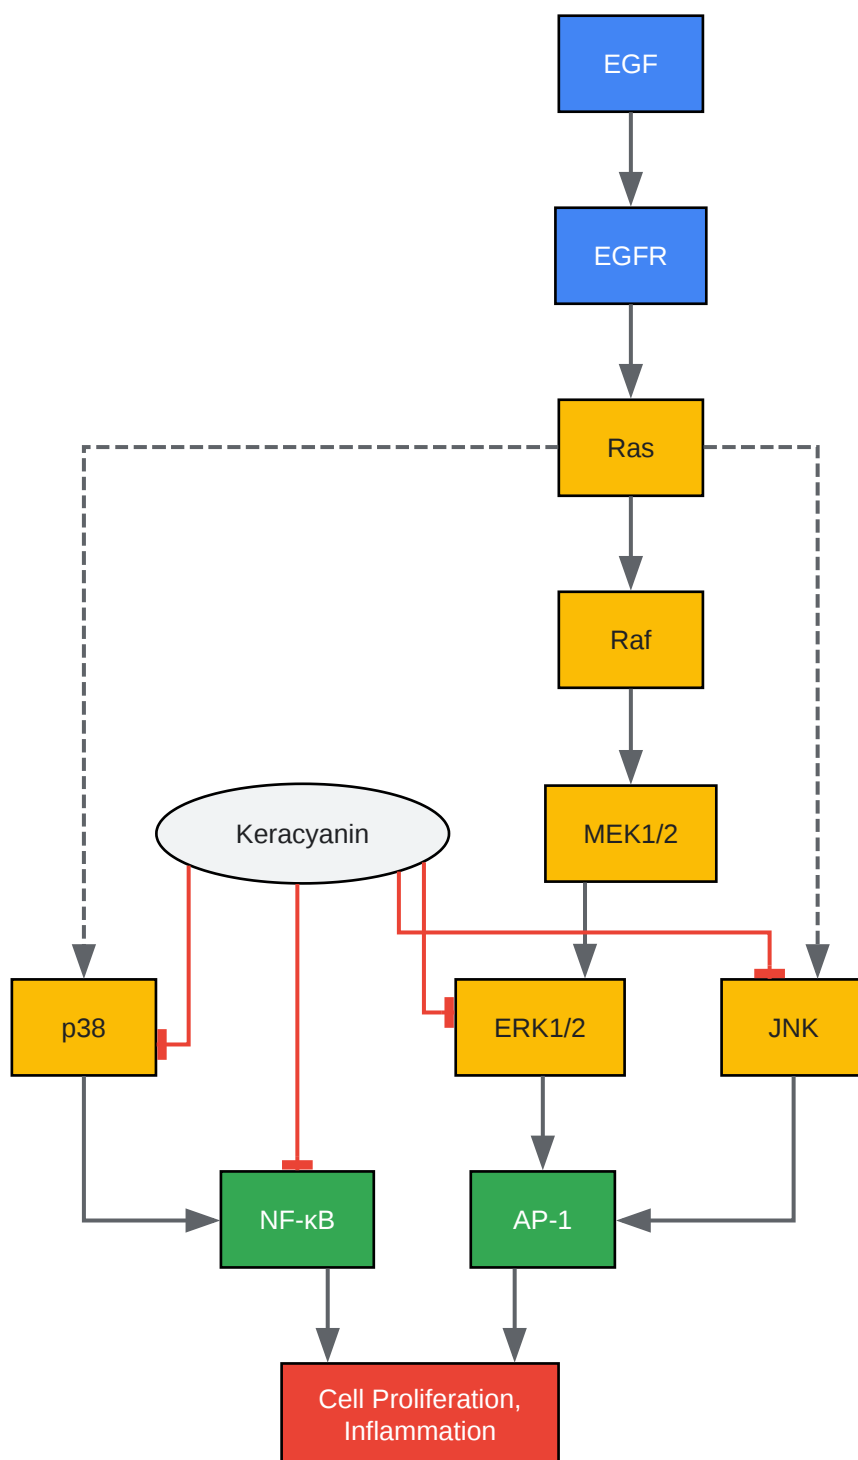 EGF
EGFR
Ras
Raf
Keracyanin
MEK1/2
p38
ERK1/2
JNK
NF-κB
AP-1
Cell Proliferation,
Inflammation